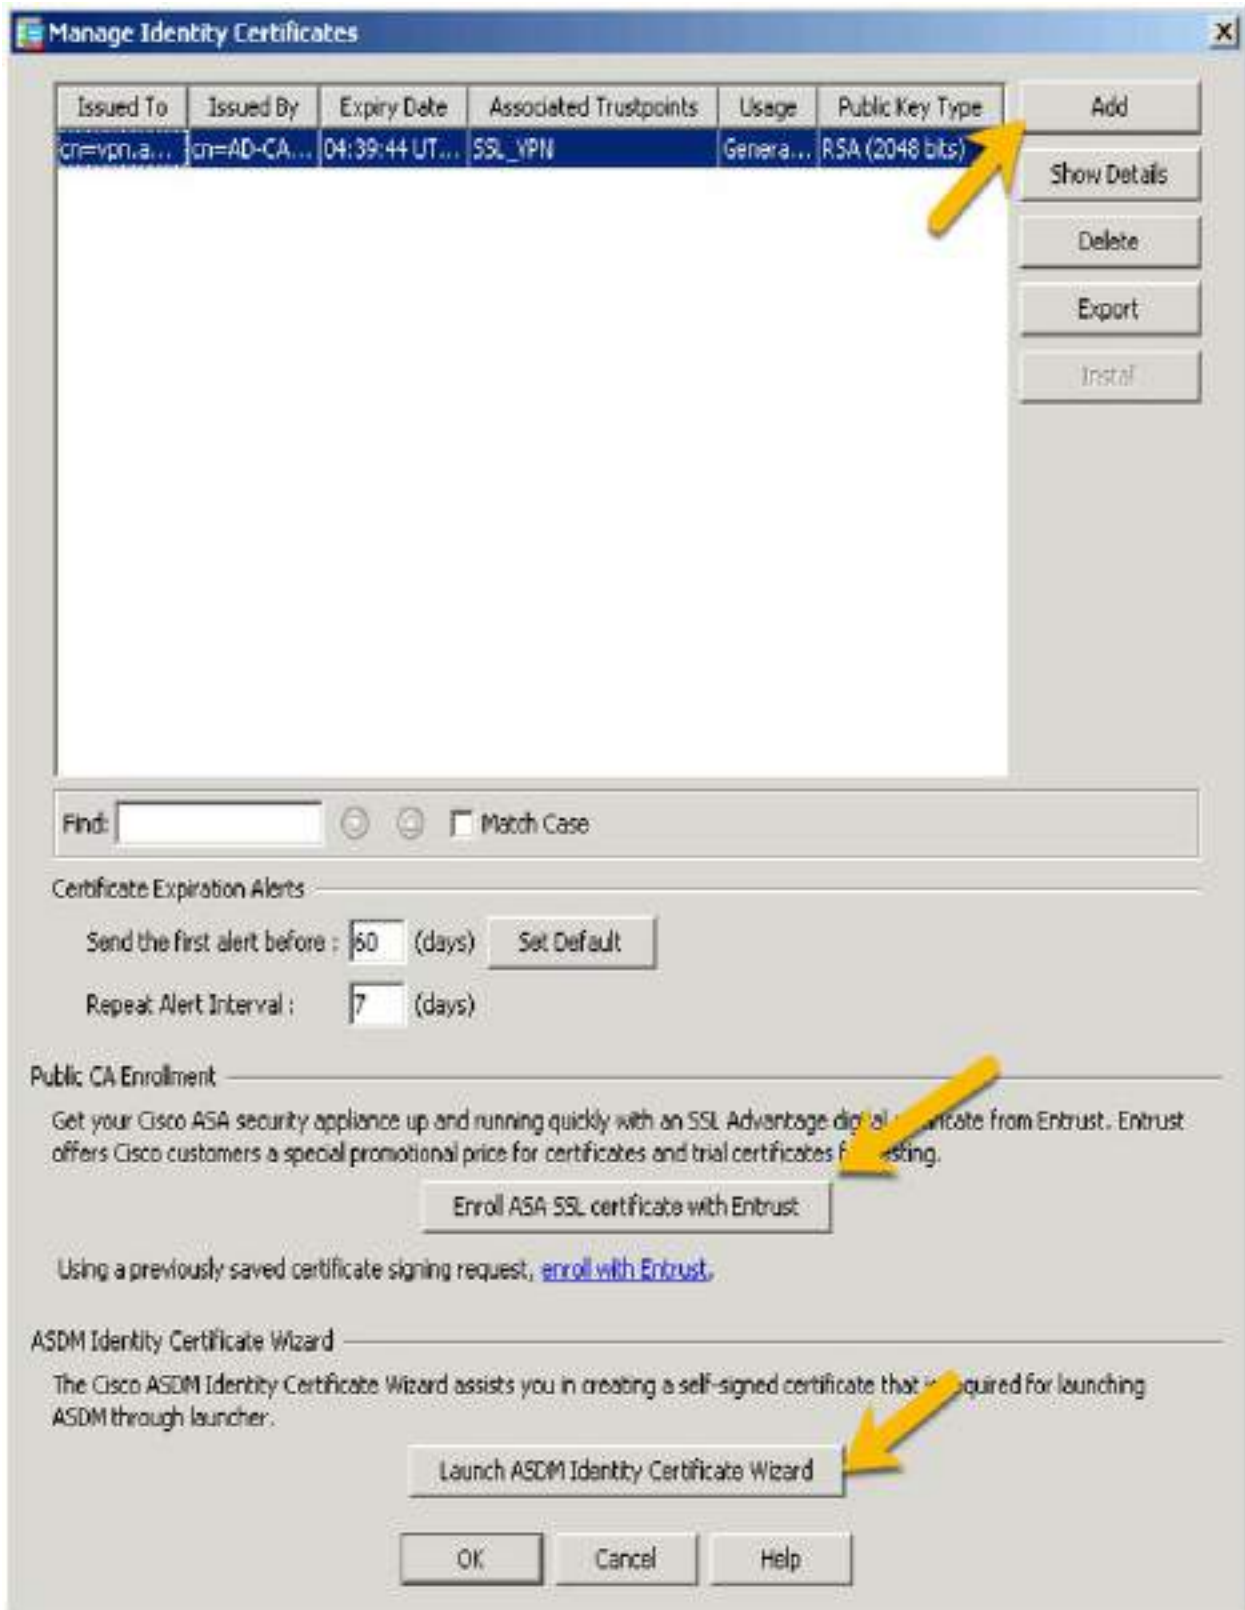 Manage Identity Certificates
Issued To Issued By Expiry Date Associated Trustpoints Usage Public Key Type
cn=vpn.a... cn=AD-CA... 04:39:44 UT... SSL_VPN Genera... RSA (2048 bits)
Add
Show Details
Delete
Export
Install
Find: Match Case
Certificate Expiration Alerts
Send the first alert before : 60 (days) Set Default
Repeat Alert Interval : 7 (days)
Public CA Enrollment
Get your Cisco ASA security appliance up and running quickly with an SSL Advantage digital from Entrust. Entrust
offers Cisco customers a special promotional price for certificates and trial certificates
Enroll ASA SSL certificate with Entrust
Using a previously saved certificate signing request, enroll with Entrust.
ASDM Identity Certificate Wizard
The Cisco ASDM Identity Certificate Wizard assists you in creating a self-signed certificate that is required for launching
ASDM through launcher.
Launch ASDM Identity Certificate Wizard
OK Cancel Help